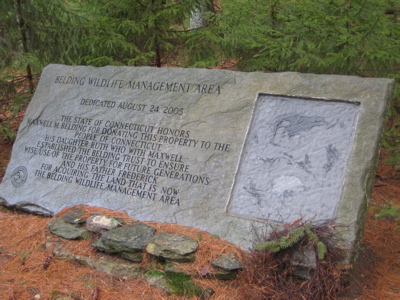 BELDING WILDLIFE MANAGEMENT AREA
DEDICATED AUGUST 24, 2003
THE STATE OF CONNECTICUT HONORS
MAXWELL M. BELDING FOR DONATING THIS PROPERTY TO THE
PEOPLE OF CONNECTICUT,
HIS DAUGHTER RUTH WHO WITH MAXWELL
ESTABLISHED THE BELDING TRUST TO ENSURE
WISE USE OF THE PROPERTY FOR FUTURE GENERATIONS,
AND HIS FATHER FREDERICK
FOR ACQUIRING THE LAND THAT IS NOW
THE BELDING WILDLIFE MANAGEMENT AREA